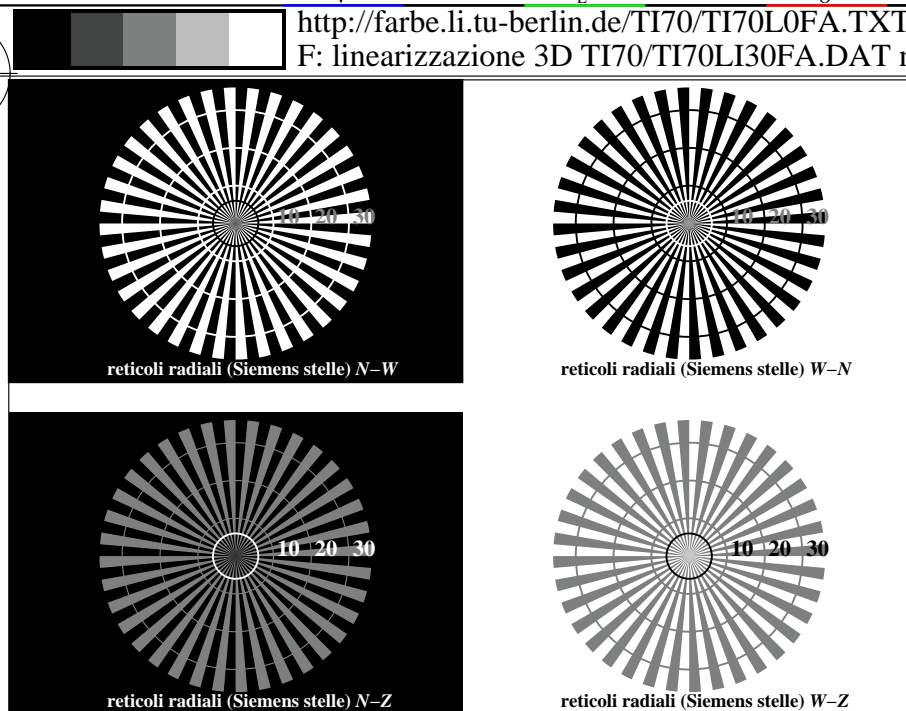 http://farbe.li.tu-berlin.de/TI70/TI70L0FA.TXT
F: linearizzazione 3D TI70/TI70LI30FA.DAT
10 20 30
10 20 30
reticoli radiali (Siemens stelle) N–W
reticoli radiali (Siemens stelle) W–N
10 20 30
10 20 30
reticoli radiali (Siemens stelle) N–Z
reticoli radiali (Siemens stelle) W–Z